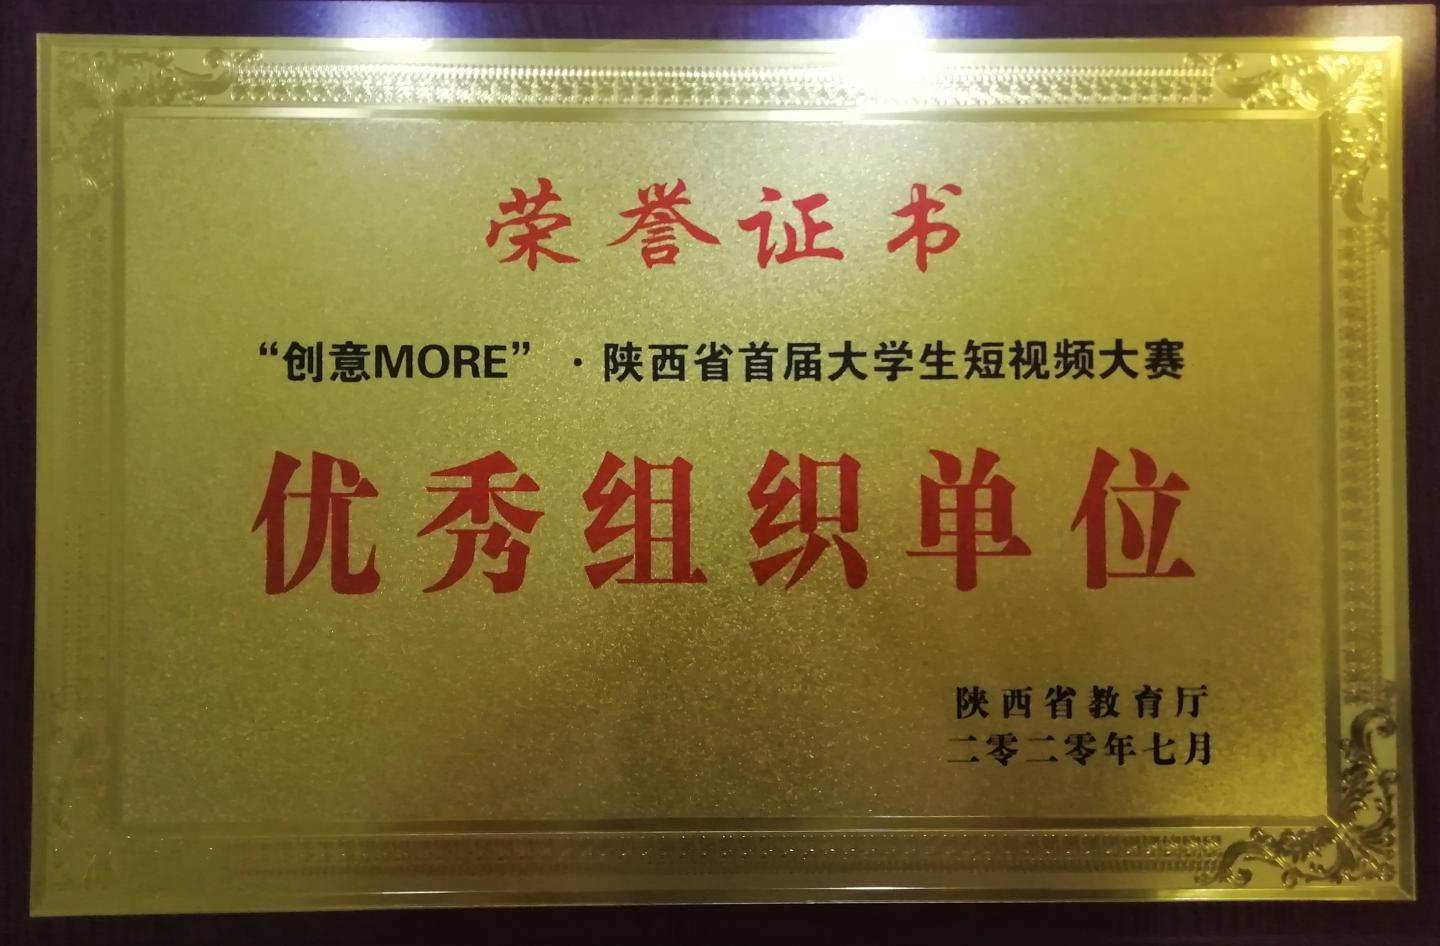 荣誉证书
“创意MORE”·陕西省首届大学生短视频大赛
优秀组织单位
陕西省教育厅
二零二零年七月